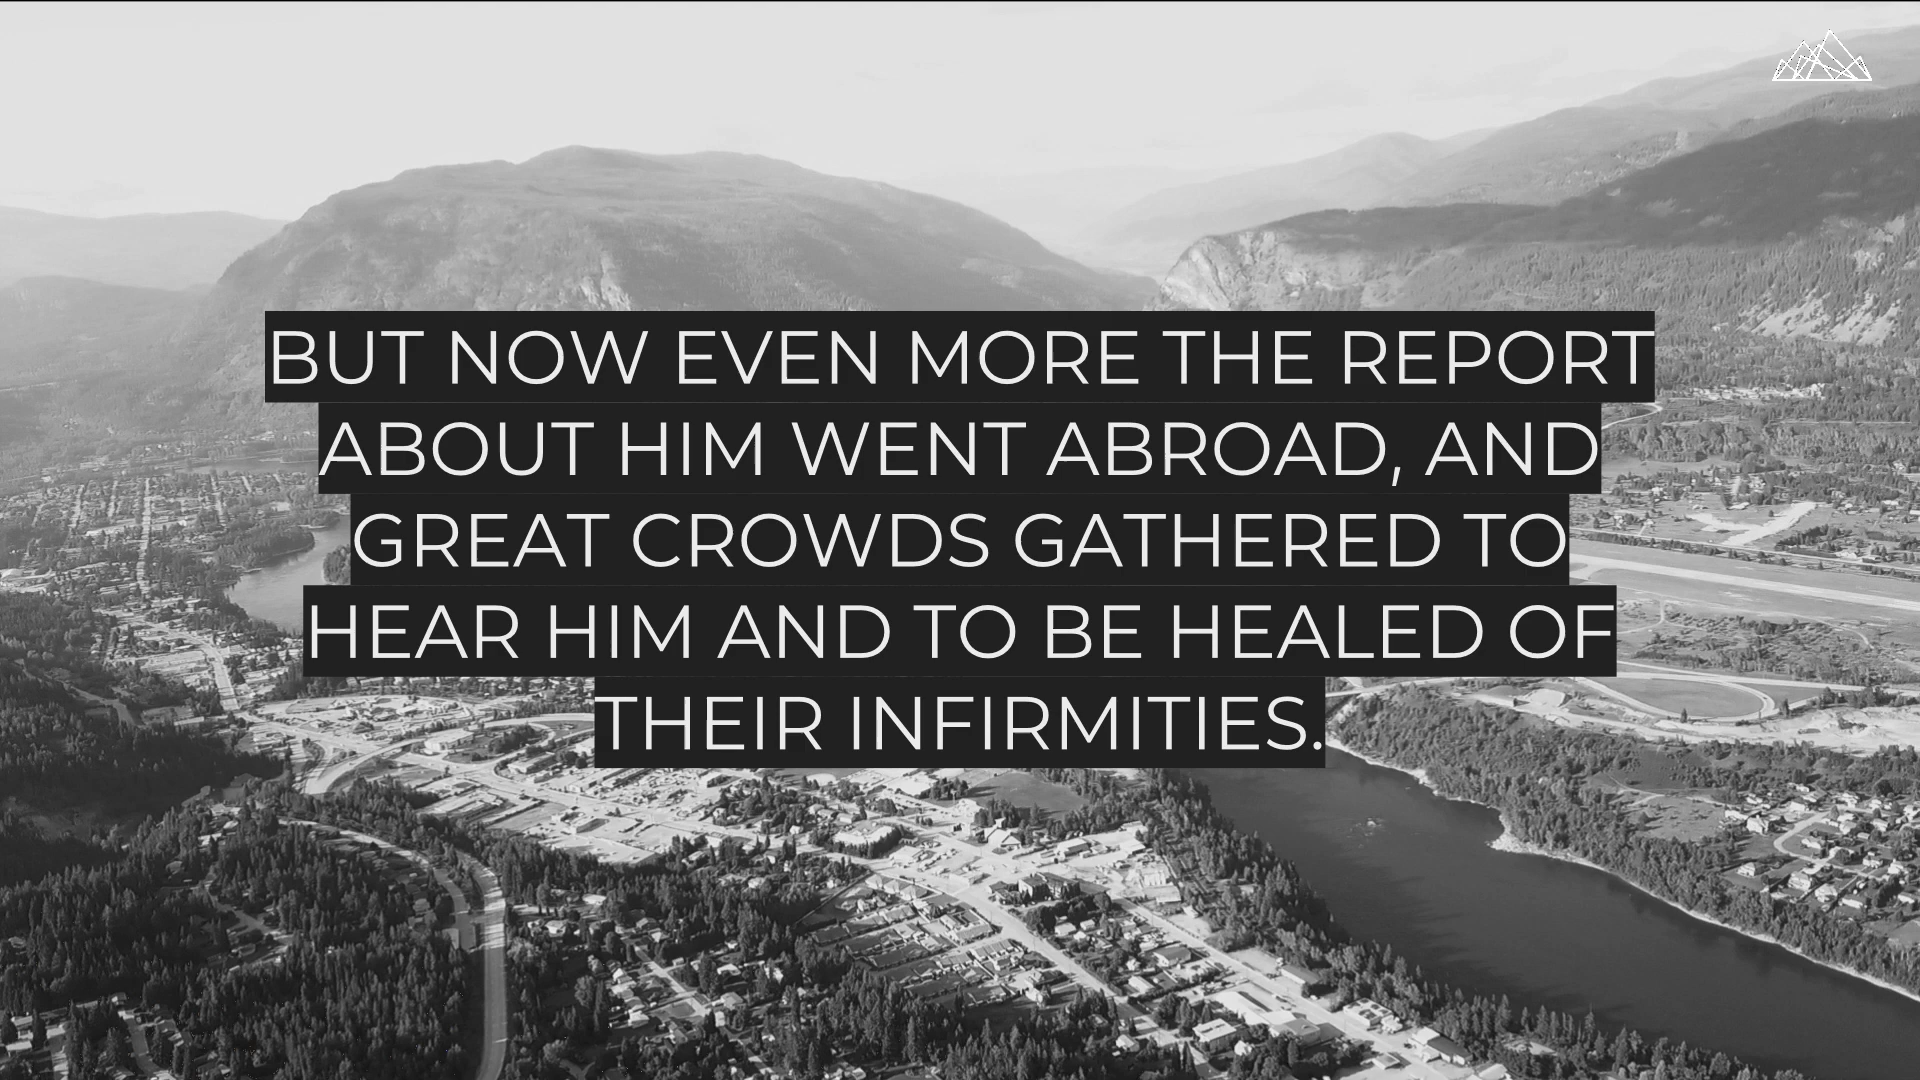 BUT NOW EVEN MORE THE REPORT
ABOUT HIM WENT ABROAD, AND
GREAT CROWDS GATHERED TO
HEAR HIM AND TO BE HEALED OF
THEIR INFIRMITIES.